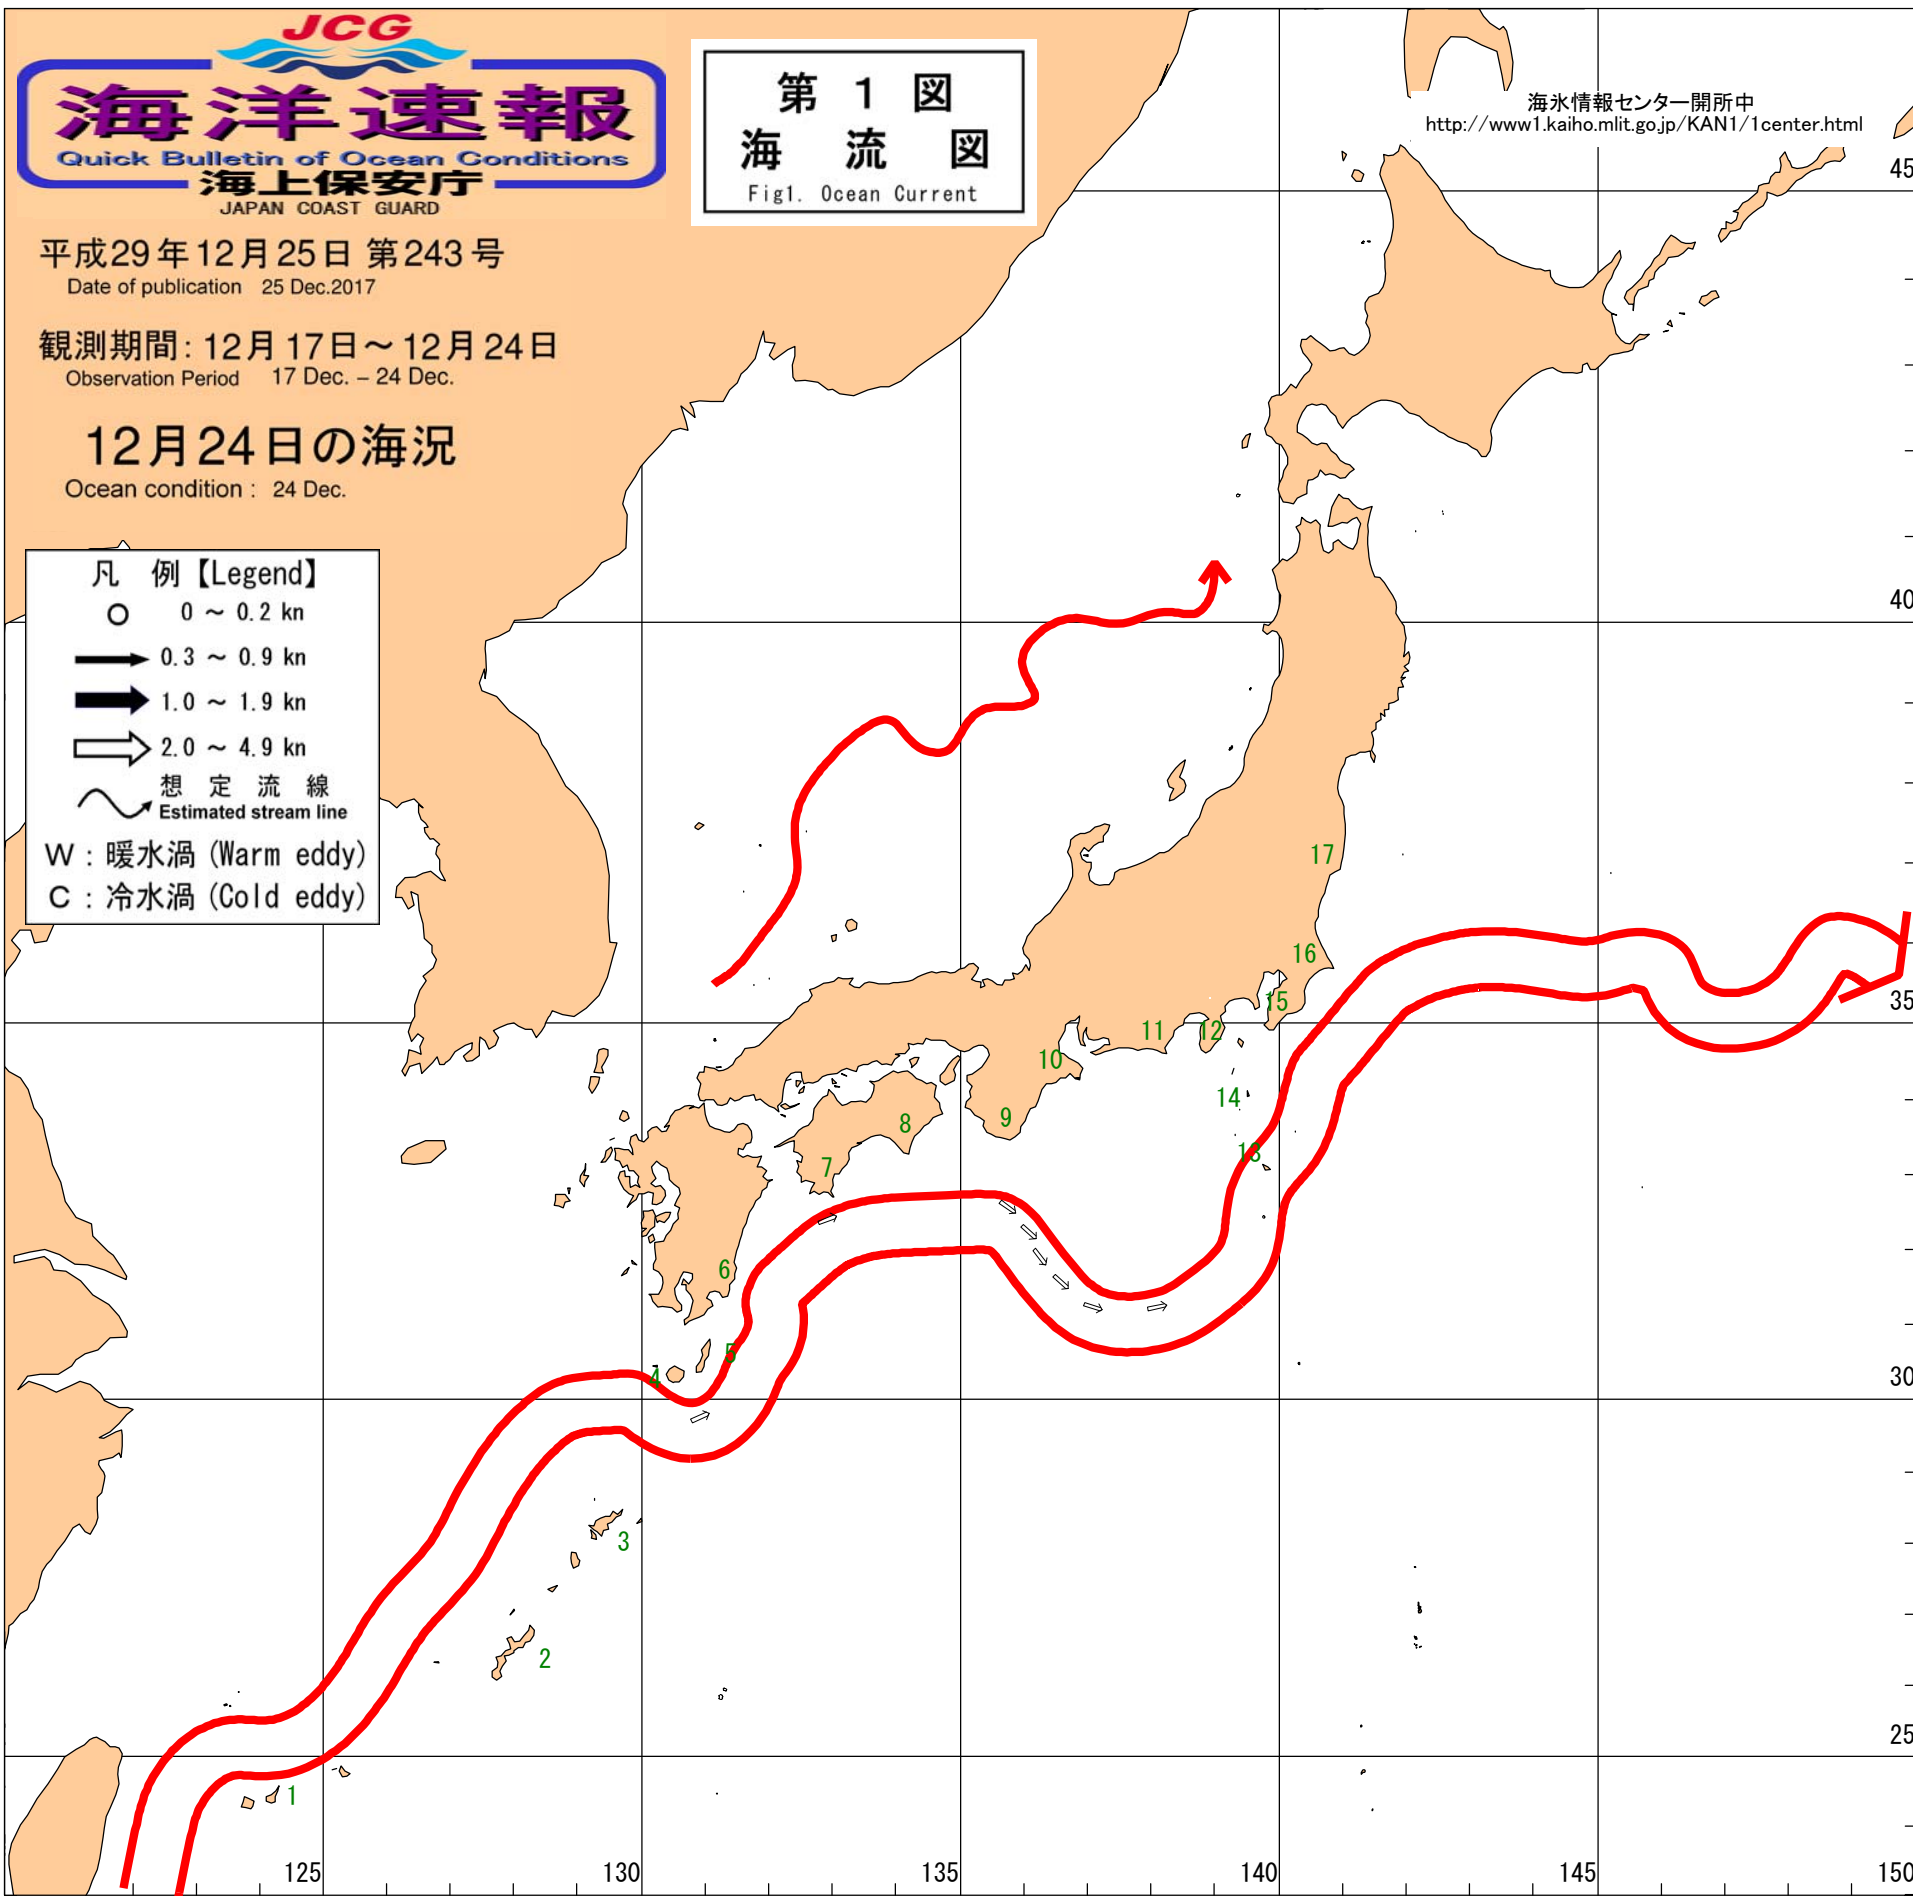 JCG
海洋速報
Quick Bulletin of Ocean Conditions
海上保安庁
JAPAN COAST GUARD
第 1 図
海 流 図
Fig1. Ocean Current
海氷情報センター開所中
http://www1.kaiho.mlit.go.jp/KAN1/1center.html
平成29年12月25日 第243号
Date of publication 25 Dec.2017
観測期間: 12月17日～12月24日
Observation Period 17 Dec. – 24 Dec.
12月24日の海況
Ocean condition : 24 Dec.
凡 例【Legend】
0 ～ 0.2 kn
0.3 ～ 0.9 kn
1.0 ～ 1.9 kn
2.0 ～ 4.9 kn
想 定 流 線
Estimated stream line
W : 暖水渦 (Warm eddy)
C : 冷水渦 (Cold eddy)
45
40
17
16
35
15
12
11
10
14
9
8
13
7
6
5
4
30
3
2
25
1
125
130
135
140
145
150